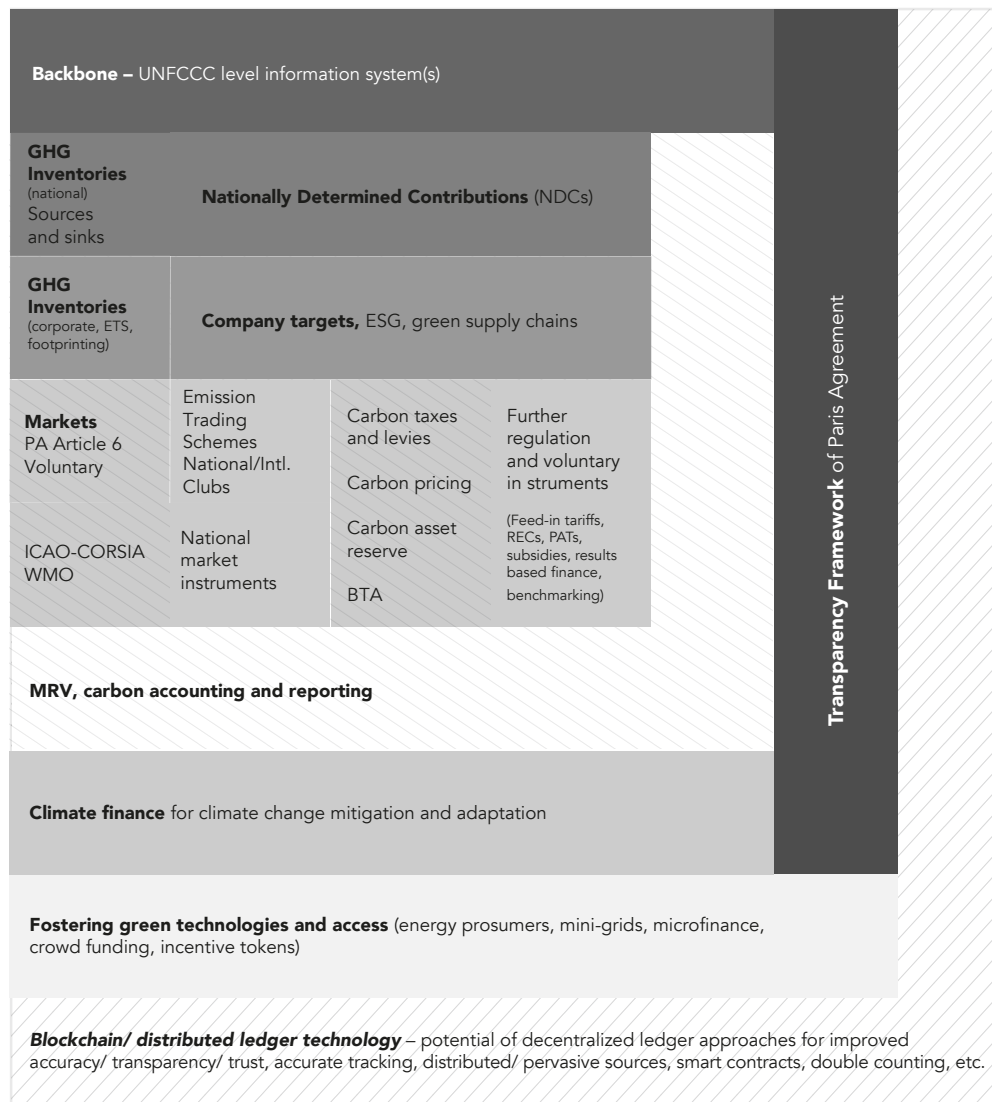 Backbone – UNFCCC level information system(s)
GHG
Inventories
(national)
Sources
and sinks
Nationally Determined Contributions (NDCs)
GHG
Inventories
(corporate, ETS,
footprinting)
Company targets, ESG, green supply chains
Markets
PA Article 6
Voluntary
ICAO-CORSIA
WMO
Emission
Trading
Schemes
National/Intl.
Clubs
National
market
instruments
Carbon taxes
and levies
Carbon pricing
Carbon asset
reserve
BTA
Further
regulation
and voluntary
in struments
(Feed-in tariffs,
RECs, PATs,
subsidies, results
based finance,
benchmarking)
MRV, carbon accounting and reporting
Climate finance for climate change mitigation and adaptation
Transparency Framework of Paris Agreement
Fostering green technologies and access (energy prosumers, mini-grids, microfinance,
crowd funding, incentive tokens)
Blockchain/ distributed ledger technology – potential of decentralized ledger approaches for improved
accuracy/ transparency/ trust, accurate tracking, distributed/ pervasive sources, smart contracts, double counting, etc.